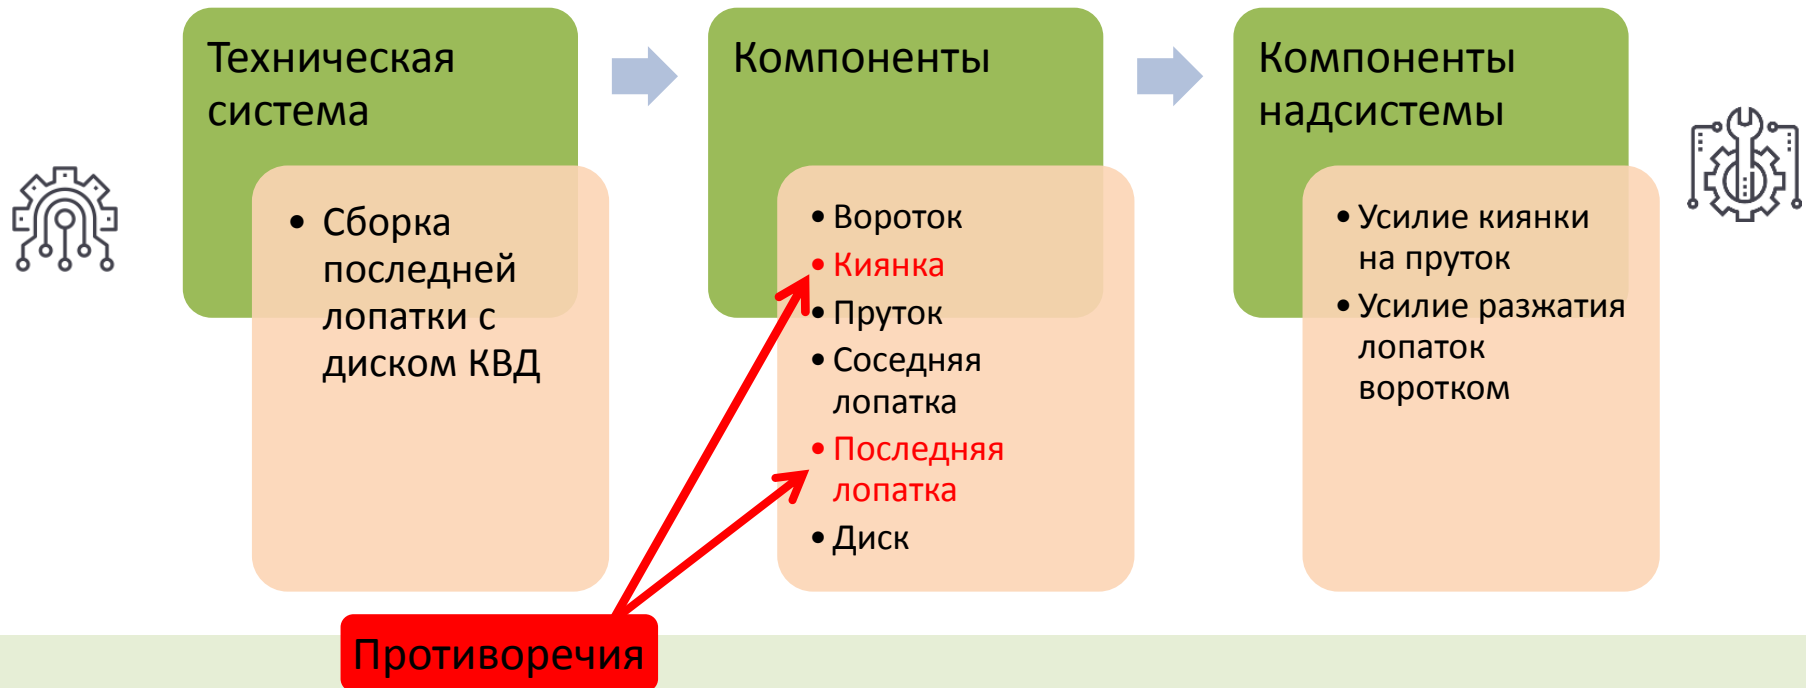 Техническая
система
• Сборка
последней
лопатки с
диском КВД
Компоненты
• Вороток
• Киянка
• Пруток
• Соседняя
лопатка
• Последняя
лопатка
• Диск
Компоненты
надсистемы
• Усилие киянки
на пруток
• Усилие разжатия
лопаток
воротком
Противоречия